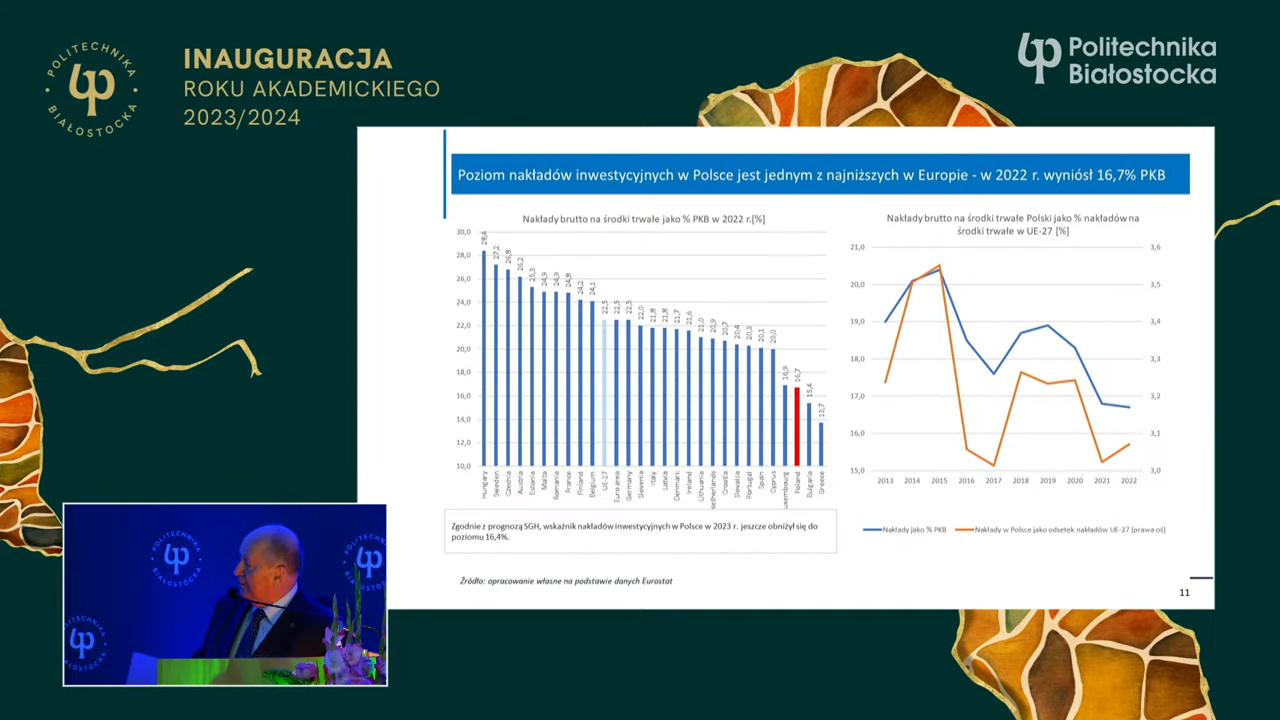 POLITECHNIKA
BIAŁOSTOCKA
INAUGURACJA
ROKU AKADEMICKIEGO
2023/2024
Politechnika
Białostocka
Poziom nakładów inwestycyjnych w Polsce jest jednym z najniższych w Europie - w 2022 r. wyniósł 16,7% PKB
Nakłady brutto na środki trwałe jako % PKB w 2022 r.[%]
30,0
28,0
26,0
24,0
22,0
20,0
18,0
16,0
14,0
12,0
10,0
28,4
27,2
26,8
26,2
25,3
24,9
24,9
24,8
24,2
24,1
22,5
22,5
22,5
22,0
21,8
21,8
21,7
21,6
21,0
20,9
20,7
20,4
20,3
20,1
20,0
16,9
16,7
15,4
13,7
Hungary
Sweden
Czechia
Austria
Estonia
Malta
Romania
France
Finland
Belgium
UE-27
Euro area
Germany
Slovenia
Italy
Latvia
Denmark
Ireland
Lithuania
Netherlands
Croatia
Slovakia
Portugal
Spain
Cyprus
uxembourg
Poland
Bulgaria
Greece
Zgodnie z prognozą SGH, wskaźnik nakładów inwestycyjnych w Polsce w 2023 r. jeszcze obniżył się do
poziomu 16,4%.
Źródło: opracowanie własne na podstawie danych Eurostat
Nakłady brutto na środki trwałe Polski jako % nakładów na
środki trwałe w UE-27 [%]
21,0
20,0
19,0
18,0
17,0
16,0
15,0
3,6
3,5
3,4
3,3
3,2
3,1
3,0
2013 2014 2015 2016 2017 2018 2019 2020 2021 2022
Nakłady jako % PKB
Nakłady w Polsce jako odsetek nakładów UE-27 (prawa oś)
11